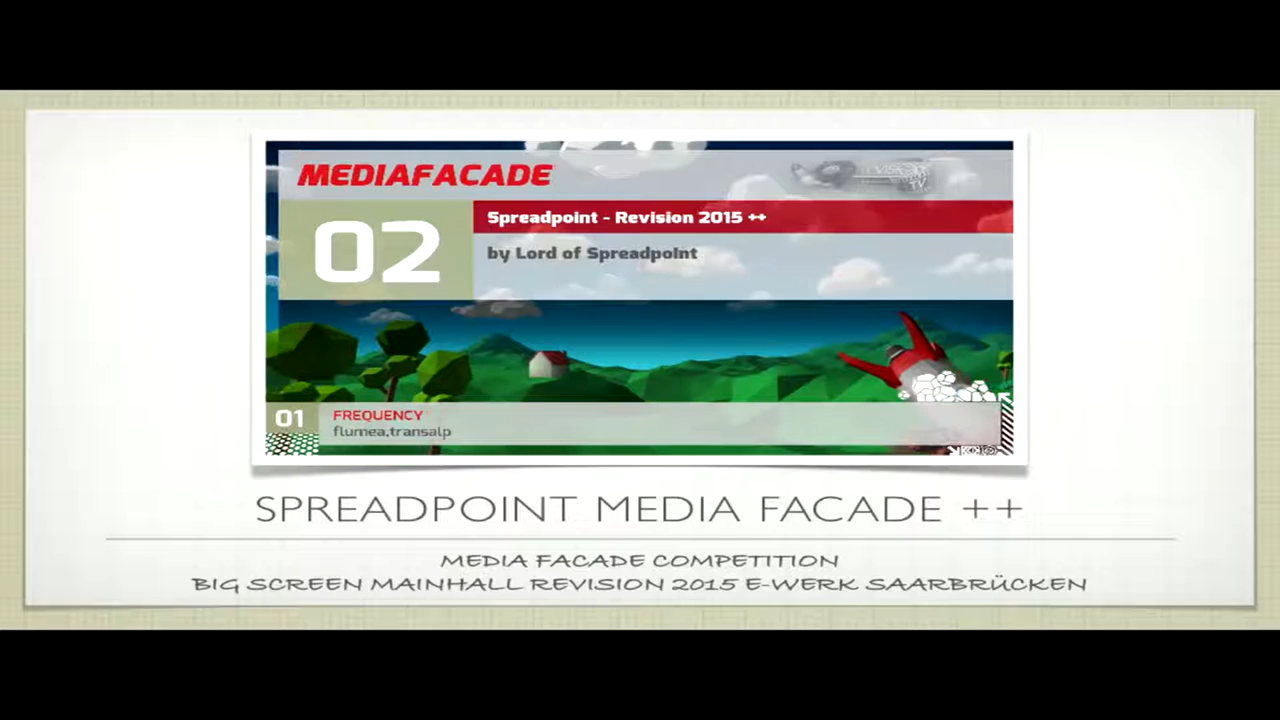 MEDIAFACADE
02
Spreadpoint - Revision 2015 ++
by Lord of Spreadpoint
01
FREQUENCY
flumea,transalp
SPREADPOINT MEDIA FACADE ++
MEDIA FACADE COMPETITION
BIG SCREEN MAINHALL REVISION 2015 E-WERK SAARBRÜCKEN